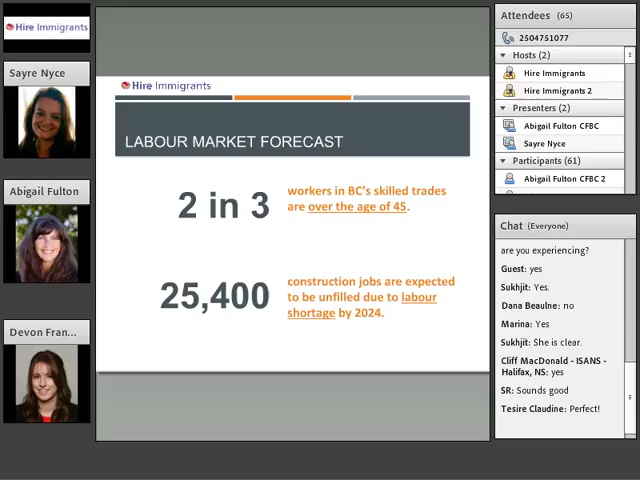 Hire Immigrants
Sayre Nyce
Abigail Fulton
Devon Fran...
Hire Immigrants
LABOUR MARKET FORECAST
2 in 3
workers in BC's skilled trades
are over the age of 45.
25,400
construction jobs are expected
to be unfilled due to labour
shortage by 2024.
Attendees (65)
2504751077
Hosts (2)
Hire Immigrants
Hire Immigrants 2
Presenters (2)
Abigail Fulton CFBC
Sayre Nyce
Participants (61)
Abigail Fulton CFBC 2
Chat (Everyone)
are you experiencing?
Guest: yes
Sukhjit: Yes.
Dana Beaulne: no
Marina: Yes
Sukhjit: She is clear.
Cliff MacDonald - ISANS -
Halifax, NS: yes
SR: Sounds good
Tesire Claudine: Perfect!